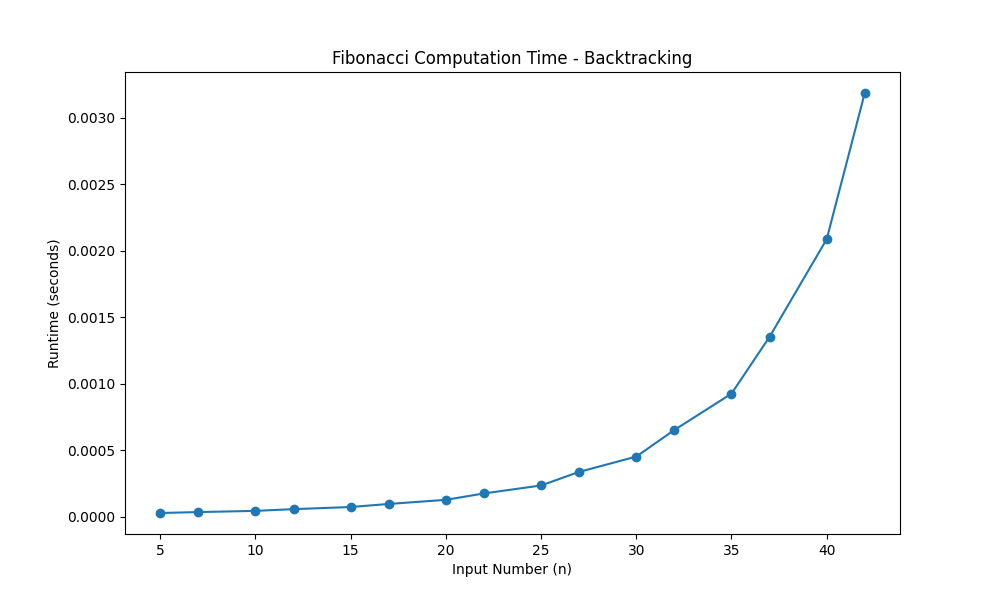 Fibonacci Computation Time - Backtracking
Runtime (seconds)
0.0030
0.0025
0.0020
0.0015
0.0010
0.0005
0.0000
5 10 15 20 25 30 35 40
Input Number (n)